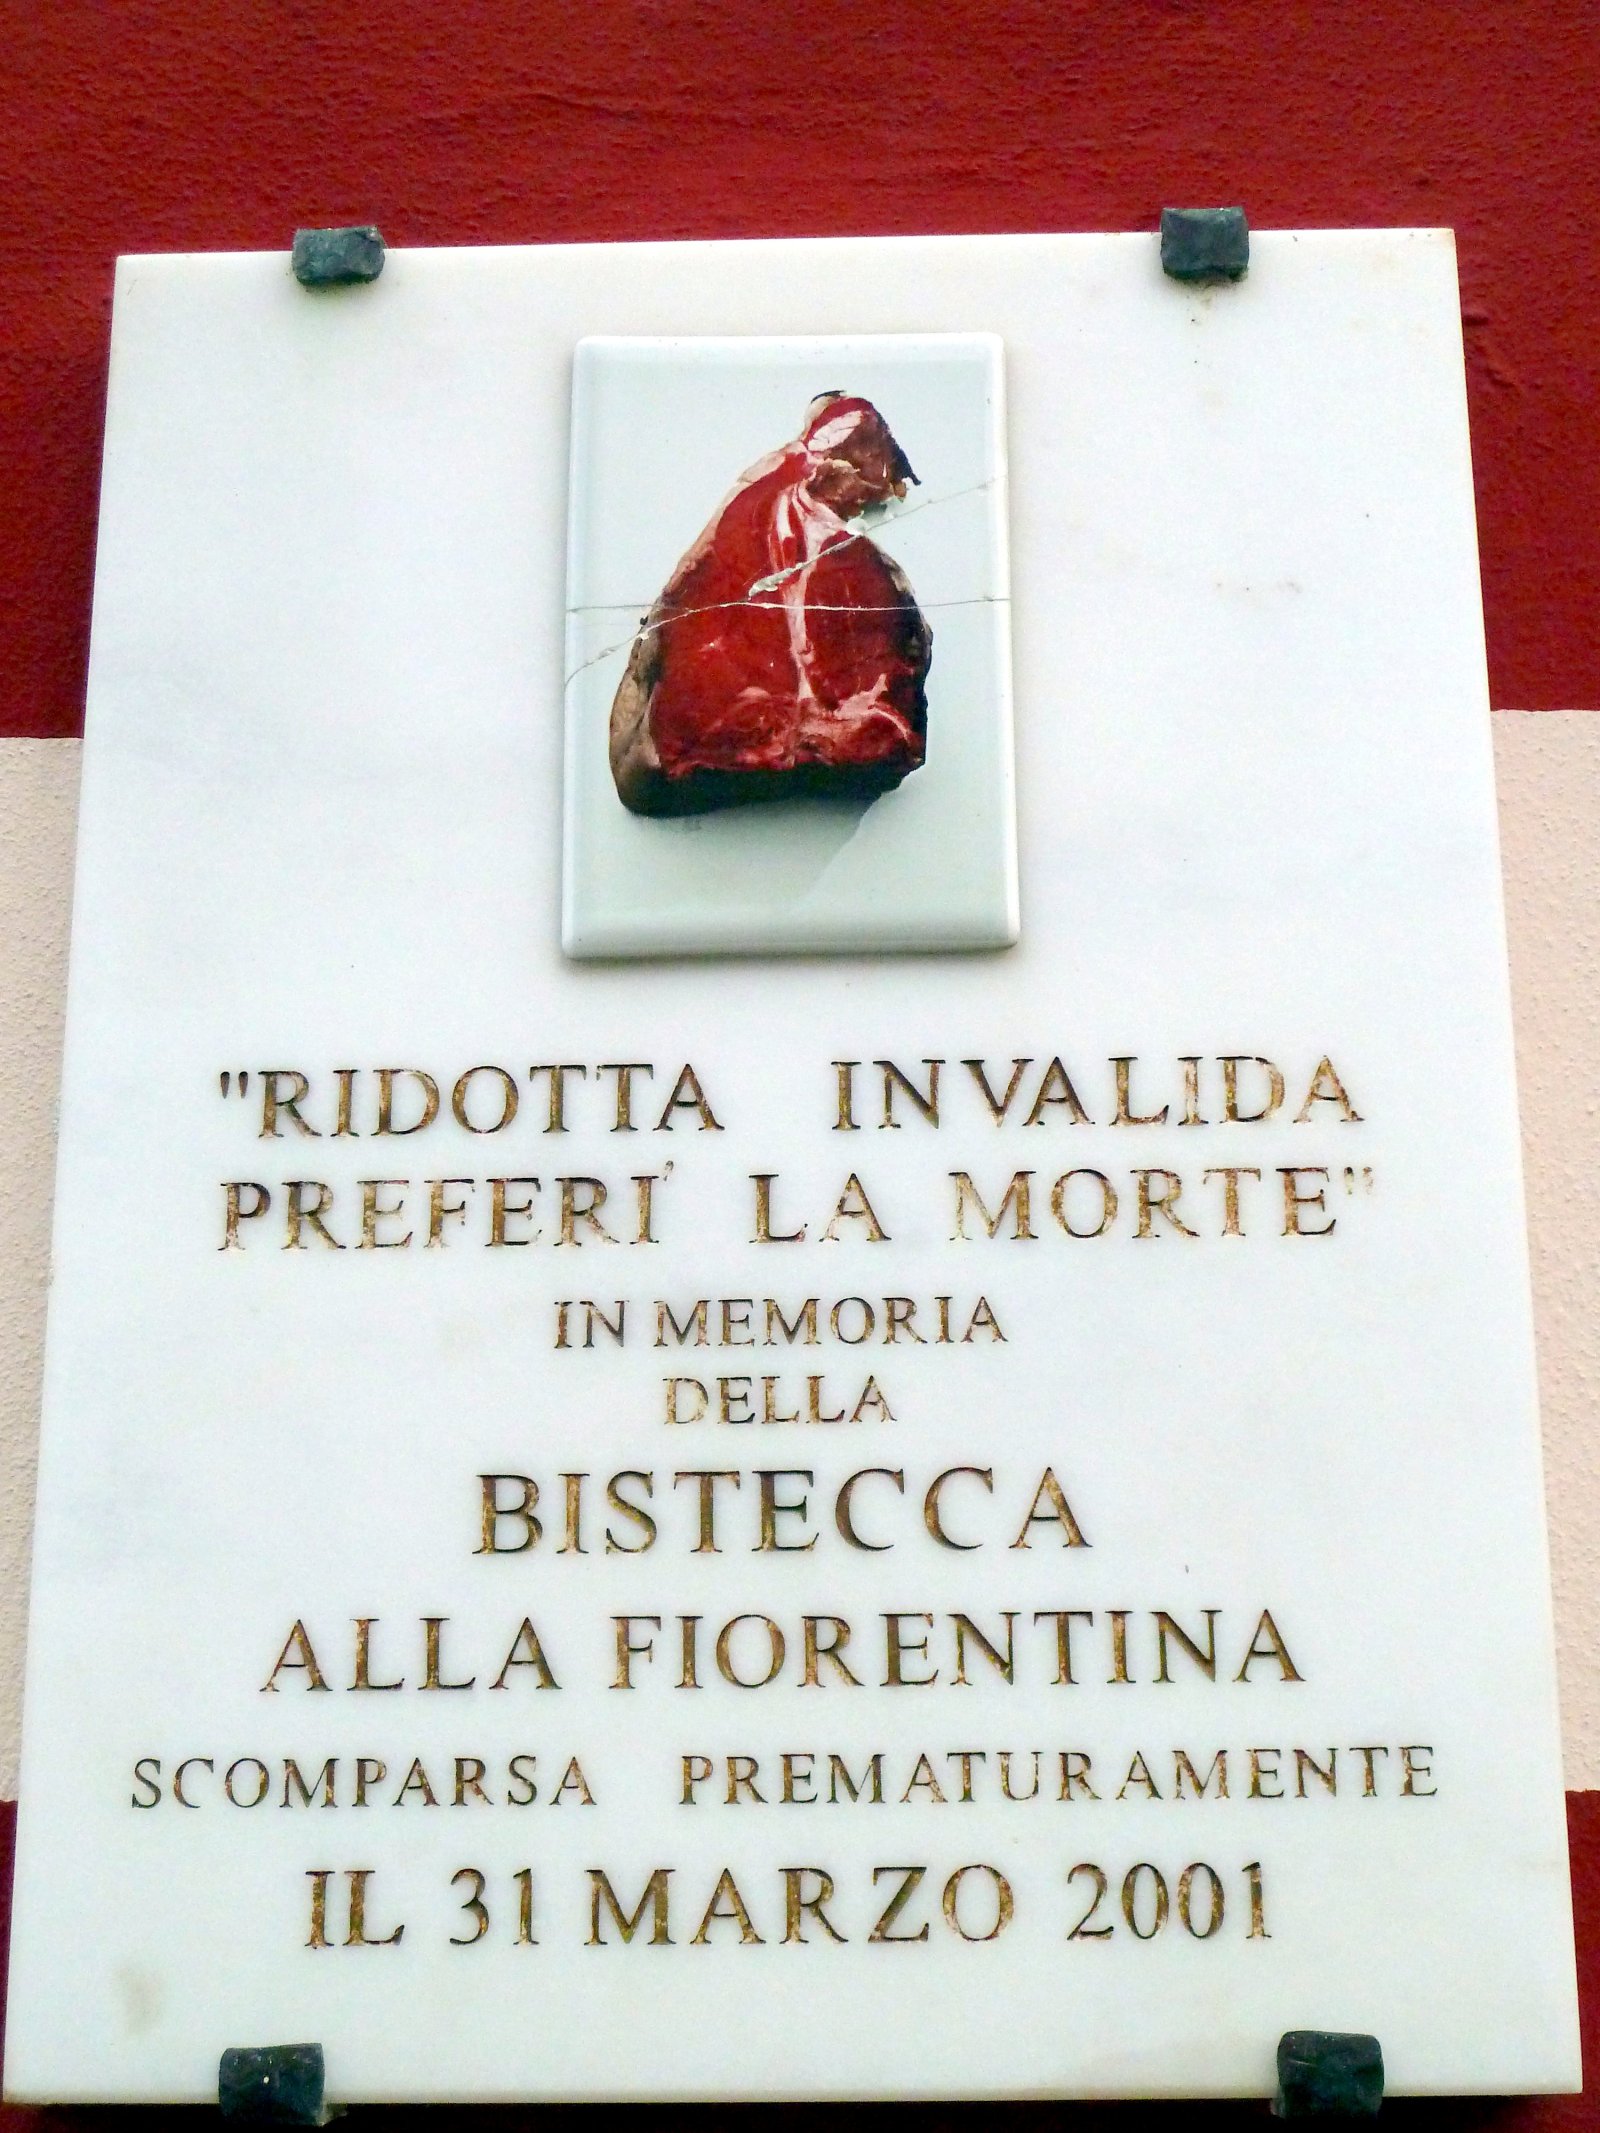 "RIDOTTA INVALIDA
PREFERI' LA MORTE"
IN MEMORIA
DELLA
BISTECCA
ALLA FIORENTINA
SCOMPARSA PREMATURAMENTE
IL 31 MARZO 2001